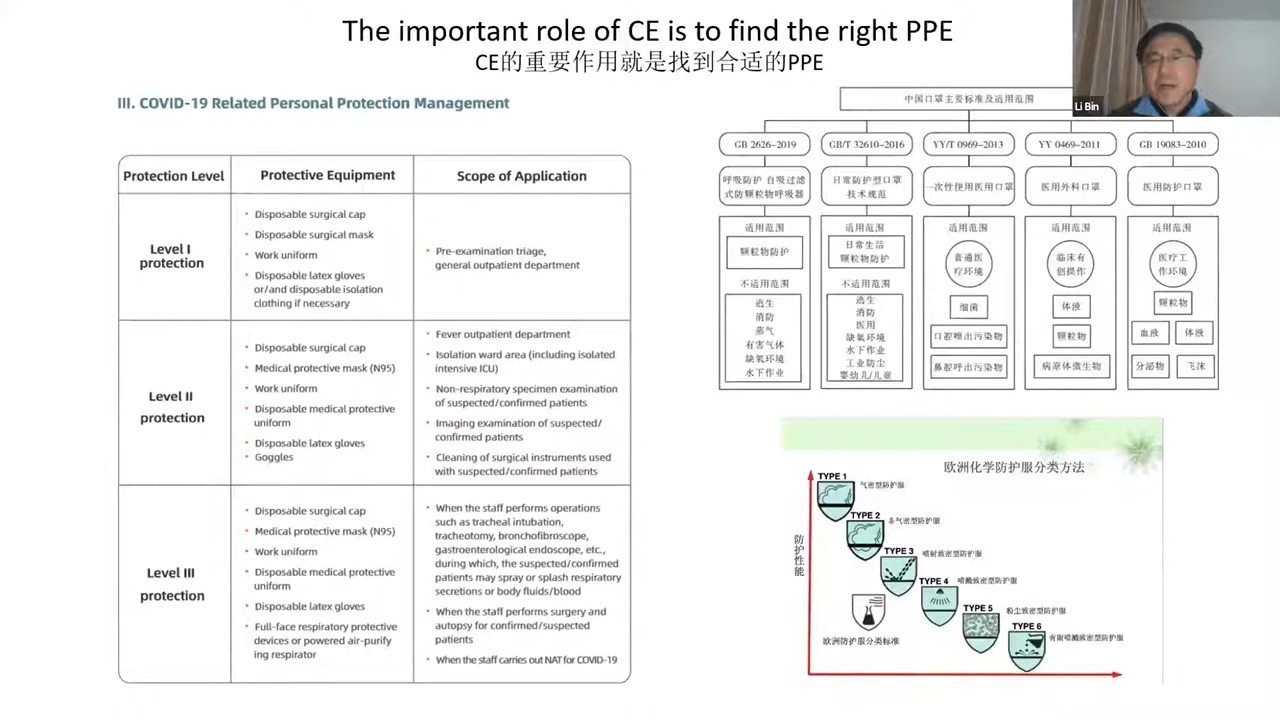 The important role of CE is to find the right PPE
CE的重要作用就是找到合适的PPE
Li Bin
III. COVID-19 Related Personal Protection Management
Protection Level
Protective Equipment
Scope of Application
Level I
protection
• Disposable surgical cap
• Disposable surgical mask
• Work uniform
• Disposable latex gloves
or/and disposable isolation
clothing if necessary
• Pre-examination triage,
general outpatient department
Level II
protection
• Disposable surgical cap
• Medical protective mask (N95)
• Work uniform
• Disposable medical protective
uniform
• Disposable latex gloves
• Goggles
• Fever outpatient department
• Isolation ward area (including isolated
intensive ICU)
• Non-respiratory specimen examination
of suspected/confirmed patients
• Imaging examination of suspected/
confirmed patients
• Cleaning of surgical instruments used
with suspected/confirmed patients
Level III
protection
• Disposable surgical cap
• Medical protective mask (N95)
• Work uniform
• Disposable medical protective
uniform
• Disposable latex gloves
• Full-face respiratory protective
devices or powered air-purify
ing respirator
• When the staff performs operations
such as tracheal intubation,
tracheotomy, bronchofibroscope,
gastroenterological endoscope, etc.,
during which, the suspected/confirmed
patients may spray or splash respiratory
secretions or body fluids/blood
• When the staff performs surgery and
autopsy for confirmed/suspected
patients
• When the staff carries out NAT for COVID-19
中国口罩主要标准及适用范围
GB 2626-2019
呼吸防护 自吸过滤
式防颗粒物呼吸器
适用范围
颗粒物防护
不适用范围
逃生
消防
蒸气
有害气体
缺氧环境
水下作业
GB/T 32610-2016
日常防护型口罩
技术规范
适用范围
日常生活
颗粒物防护
不适用范围
逃生
消防
医用
缺氧环境
水下作业
工业防尘
婴幼儿/儿童
YY/T 0969-2013
一次性使用医用口罩
适用范围
普通医
疗环境
细菌
口腔喷出污染物
鼻腔呼出污染物
YY 0469-2011
医用外科口罩
适用范围
临床有
创操作
体液
颗粒物
病原体微生物
GB 19083-2010
医用防护口罩
适用范围
医疗工
作环境
颗粒物
血液
体液
分泌物
飞沫
欧洲化学防护服分类方法
防护性能
TYPE 1
气密型防护服
TYPE 2
非气密型防护服
TYPE 3
喷射致密型防护服
TYPE 4
喷溅致密型防护服
TYPE 5
粉尘致密型防护服
TYPE 6
有限喷溅致密型防护服
欧洲防护服分类标准